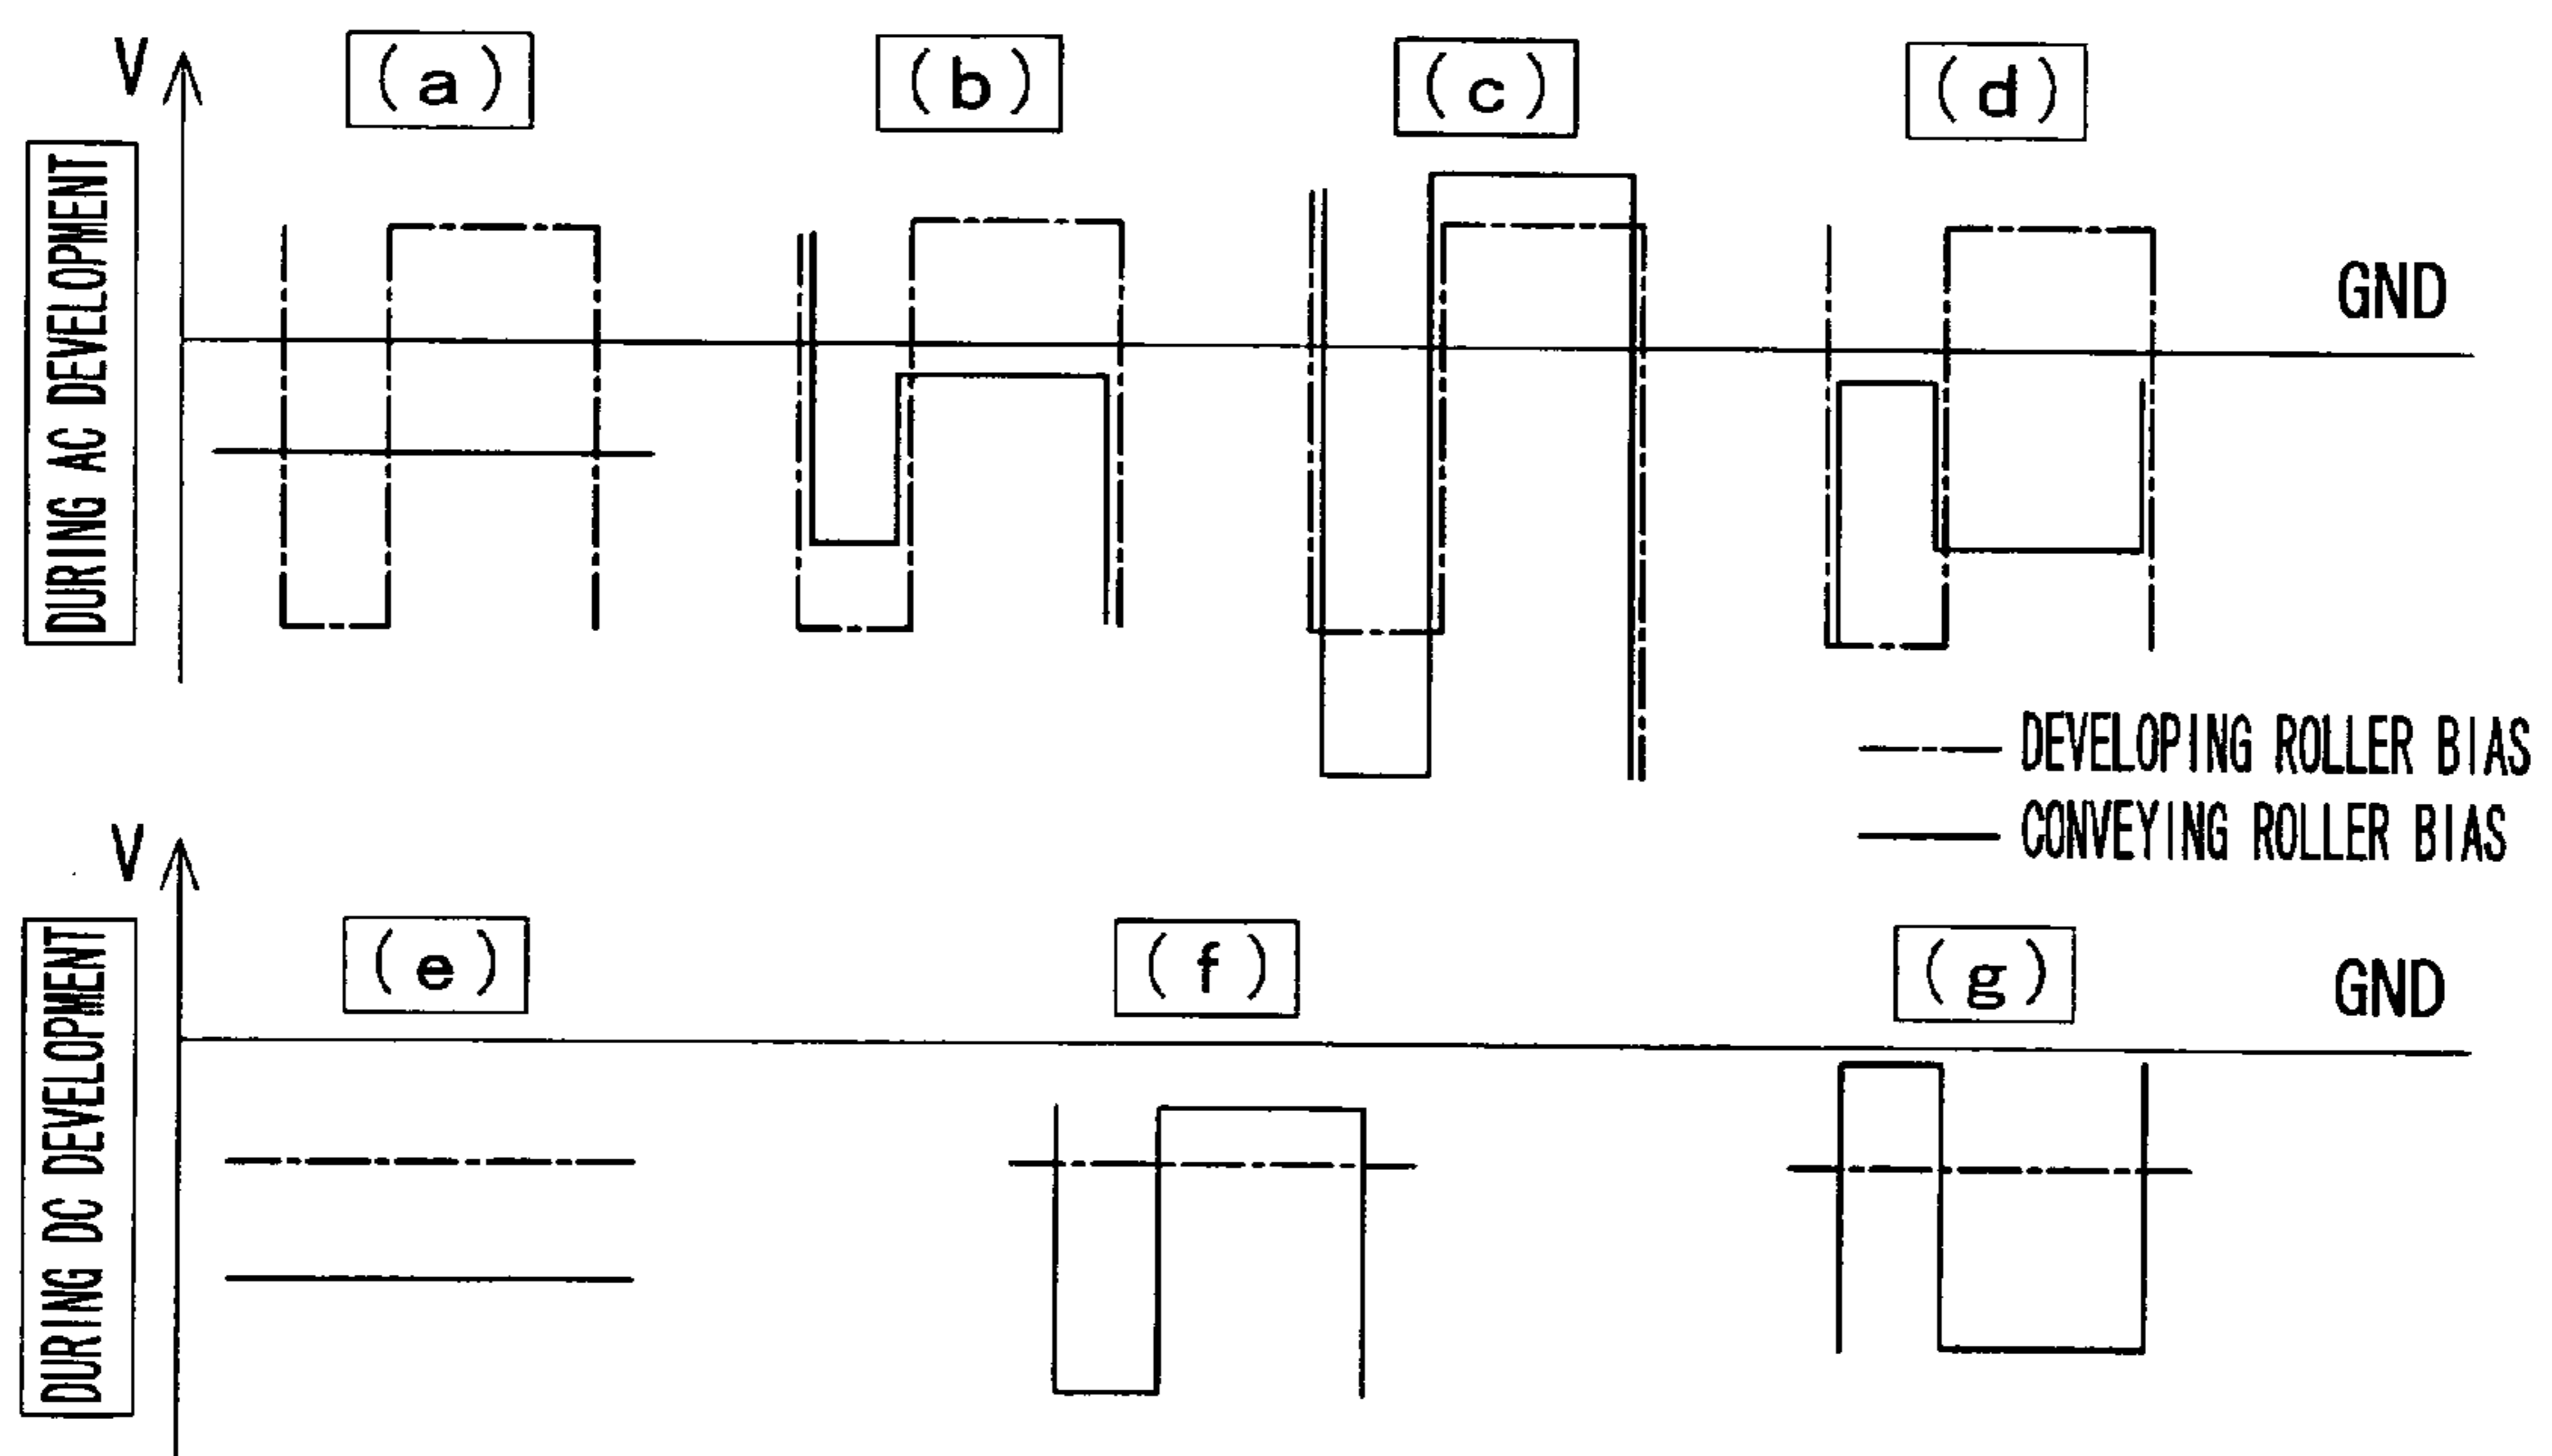 V
(a)
(b)
(c)
(d)
DURING AC DEVELOPMENT
GND
DEVELOPING ROLLER BIAS
CONVEYING ROLLER BIAS
V
(e)
(f)
(g)
DURING DC DEVELOPMENT
GND